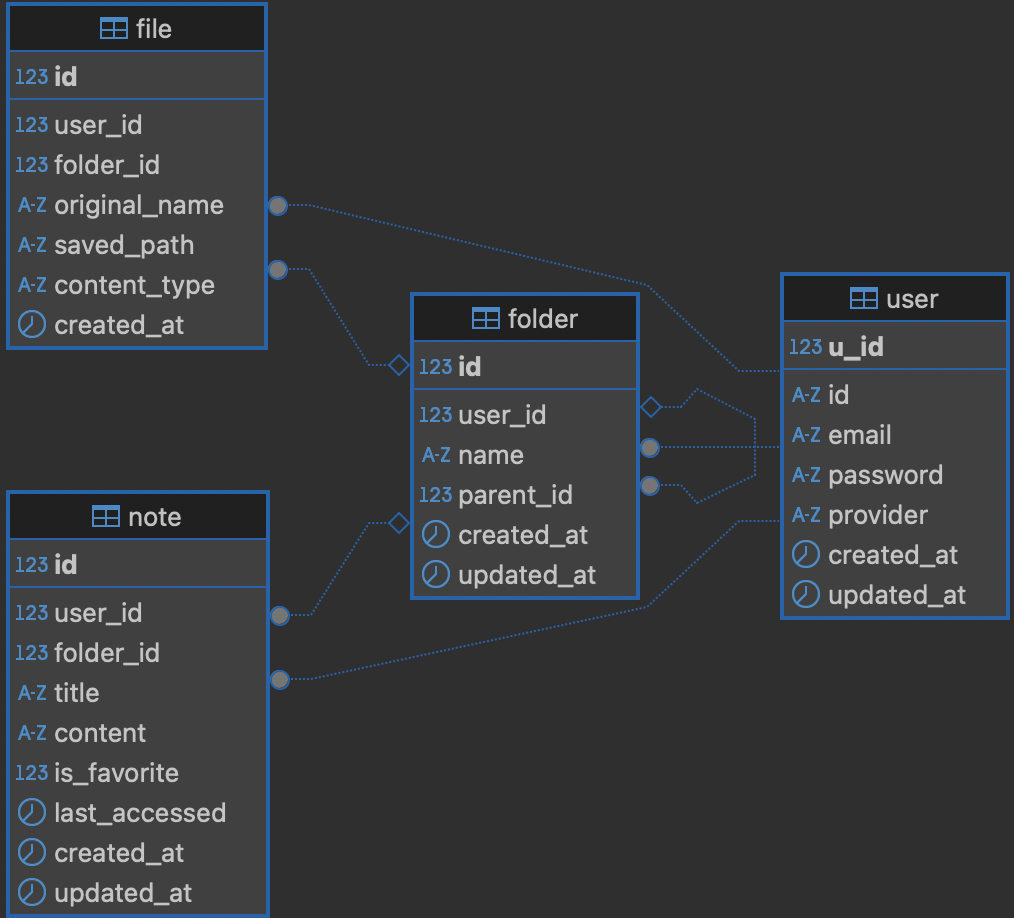 file
123 id
123 user_id
123 folder_id
A-Z original_name
A-Z saved_path
A-Z content_type
created_at
folder
123 id
123 user_id
A-Z name
123 parent_id
created_at
updated_at
user
123 u_id
A-Z id
A-Z email
A-Z password
A-Z provider
created_at
updated_at
note
123 id
123 user_id
123 folder_id
A-Z title
A-Z content
123 is_favorite
last_accessed
created_at
updated_at